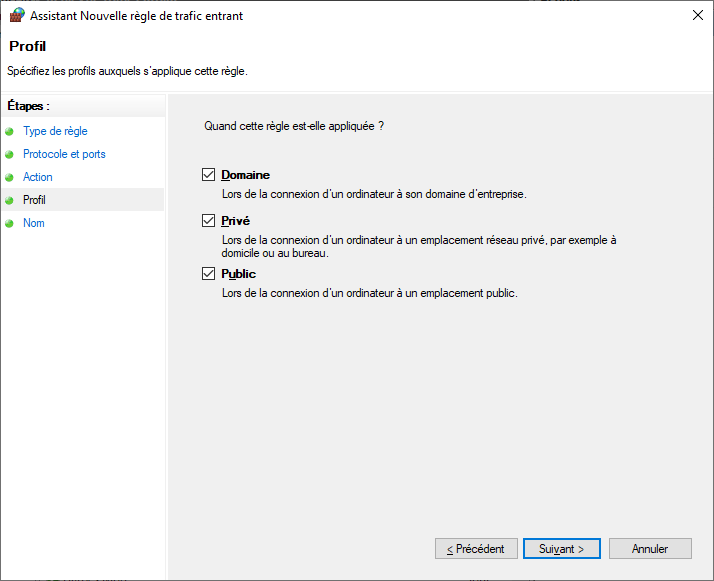 Assistant Nouvelle règle de trafic entrant
Profil
Spécifiez les profils auxquels s'applique cette règle.
Étapes :
Type de règle
Protocole et ports
Action
Profil
Nom
Quand cette règle est-elle appliquée ?
Domaine
Lors de la connexion d'un ordinateur à son domaine d'entreprise.
Privé
Lors de la connexion d'un ordinateur à un emplacement réseau privé, par exemple à
domicile ou au bureau.
Public
Lors de la connexion d'un ordinateur à un emplacement public.
< Précédent
Suivant >
Annuler